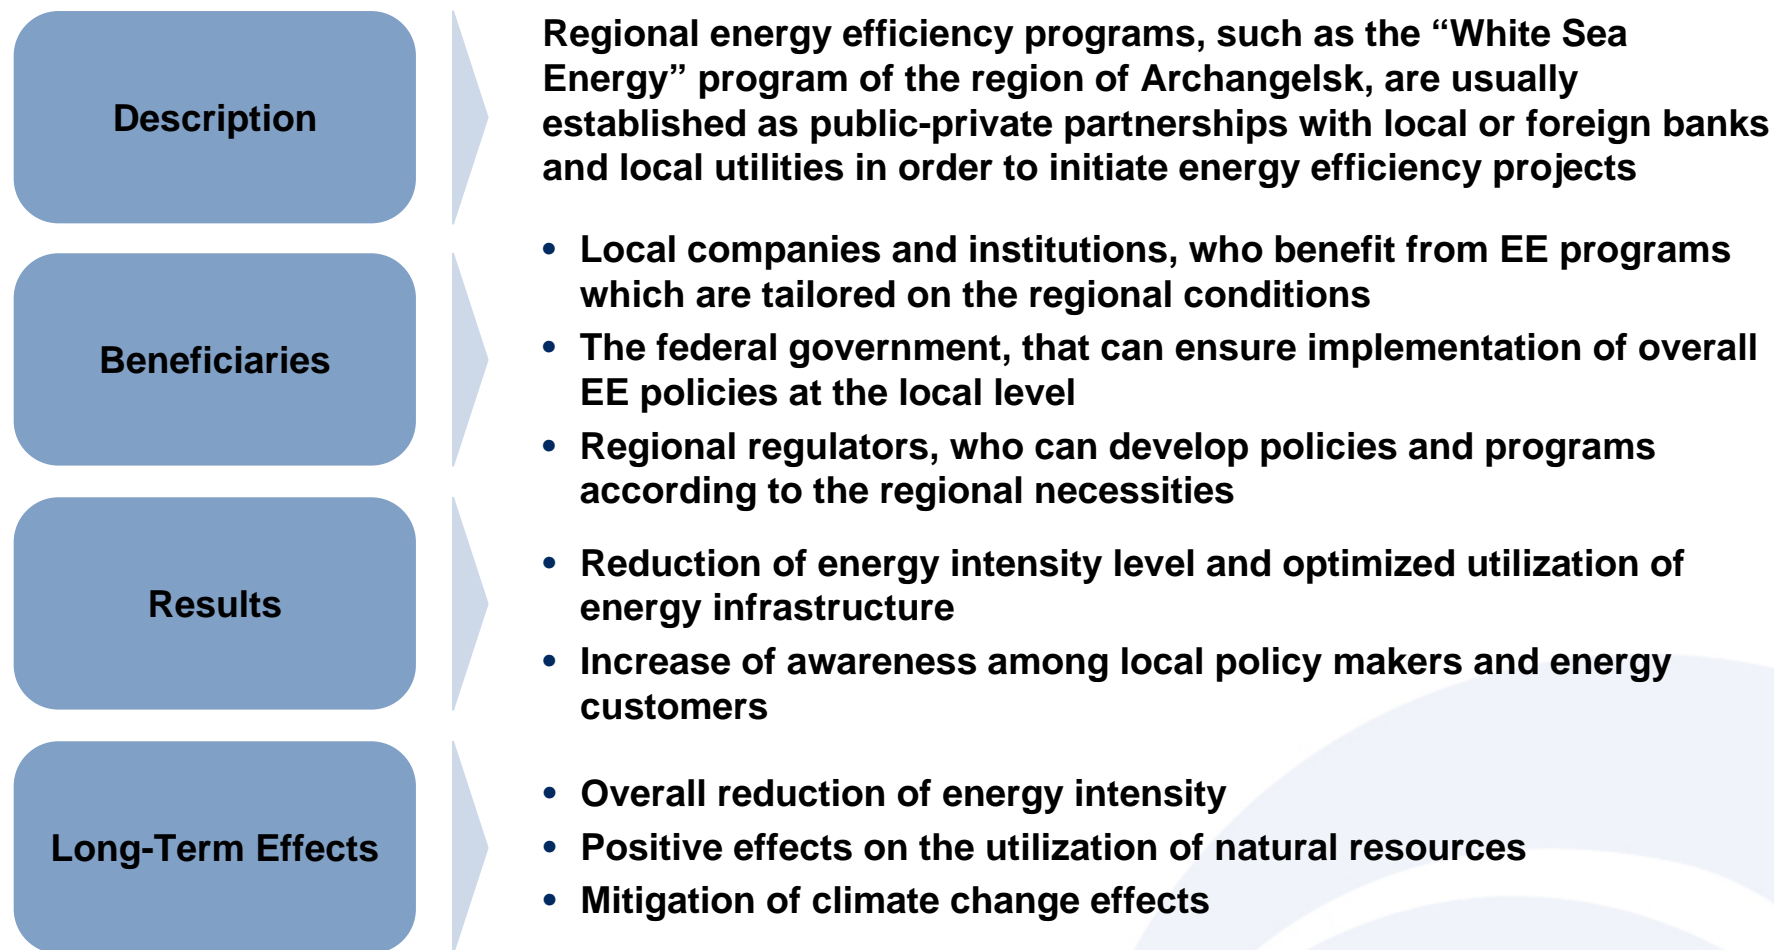 Description
Regional energy efficiency programs, such as the “White Sea
Energy” program of the region of Archangelsk, are usually
established as public-private partnerships with local or foreign banks
and local utilities in order to initiate energy efficiency projects
Beneficiaries
• Local companies and institutions, who benefit from EE programs
which are tailored on the regional conditions
• The federal government, that can ensure implementation of overall
EE policies at the local level
• Regional regulators, who can develop policies and programs
according to the regional necessities
Results
• Reduction of energy intensity level and optimized utilization of
energy infrastructure
• Increase of awareness among local policy makers and energy
customers
Long-Term Effects
• Overall reduction of energy intensity
• Positive effects on the utilization of natural resources
• Mitigation of climate change effects